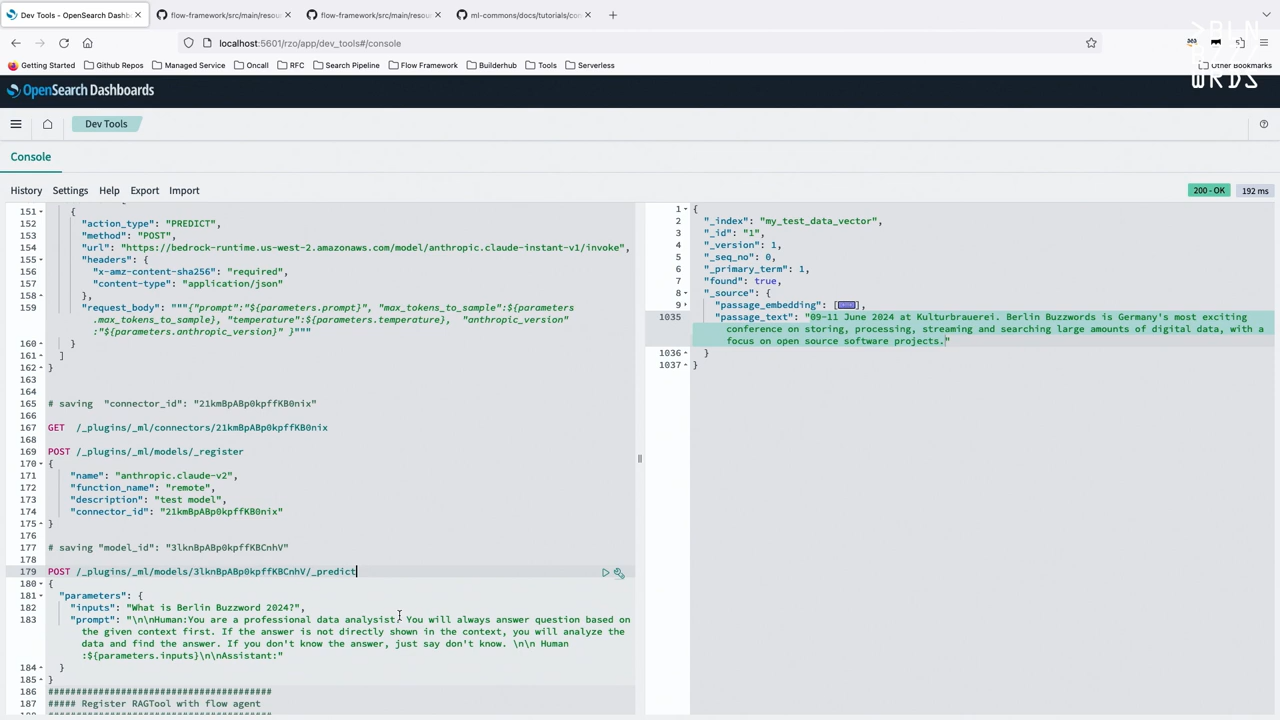 Dev Tools - OpenSearch Dashb
flow-framework/src/main/resou
flow-framework/src/main/resou
ml-commons/docs/tutorials/con
localhost:5601/rzo/app/dev_tools#/console
Getting Started
Github Repos
Managed Service
Oncall
RFC
Search Pipeline
Flow Framework
Builderhub
Tools
Serverless
Other Bookmarks
OpenSearch Dashboards
Dev Tools
Console
History Settings Help Export Import
200 - OK
192 ms
151 {
152 "action_type": "PREDICT",
153 "method": "POST",
154 "url": "https://bedrock-runtime.us-west-2.amazonaws.com/model/anthropic.claude-instant-v1/invoke",
155 "headers": {
156 "x-amz-content-sha256": "required",
157 "content-type": "application/json"
158 },
159 "request_body": """{"prompt":"${parameters.prompt}", "max_tokens_to_sample":${parameters
.max_tokens_to_sample}, "temperature":${parameters.temperature}, "anthropic_version"
:"${parameters.anthropic_version}" }"""
160 }
161 ]
162 }
163
164
165 # saving "connector_id": "21kmBpABp0kpffKB0nix"
166
167 GET /_plugins/_ml/connectors/21kmBpABp0kpffKB0nix
168
169 POST /_plugins/_ml/models/_register
170 {
171 "name": "anthropic.claude-v2",
172 "function_name": "remote",
173 "description": "test model",
174 "connector_id": "21kmBpABp0kpffKB0nix"
175 }
176
177 # saving "model_id": "3lknBpABp0kpffKBCnhV"
178
179 POST /_plugins/_ml/models/3lknBpABp0kpffKBCnhV/_predict
180 {
181 "parameters": {
182 "inputs": "What is Berlin Buzzword 2024?",
183 "prompt": "\n\nHuman:You are a professional data analysist. You will always answer question based on
the given context first. If the answer is not directly shown in the context, you will analyze the
data and find the answer. If you don't know the answer, just say don't know. \n\n Human
:${parameters.inputs}\n\nAssistant:"
184 }
185 }
186 ########################################
187 ##### Register RAGTool with flow agent
1 {
2 "_index": "my_test_data_vector",
3 "_id": "1",
4 "_version": 1,
5 "_seq_no": 0,
6 "_primary_term": 1,
7 "found": true,
8 "_source": {
9 "passage_embedding": [],
1035 "passage_text": "09-11 June 2024 at Kulturbrauerei. Berlin Buzzwords is Germany's most exciting
conference on storing, processing, streaming and searching large amounts of digital data, with a
focus on open source software projects."
1036 }
1037 }